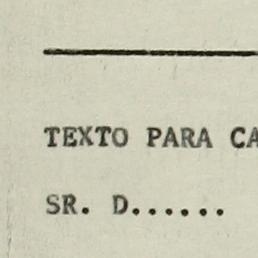 TEXTO PARA CA
SR. D......